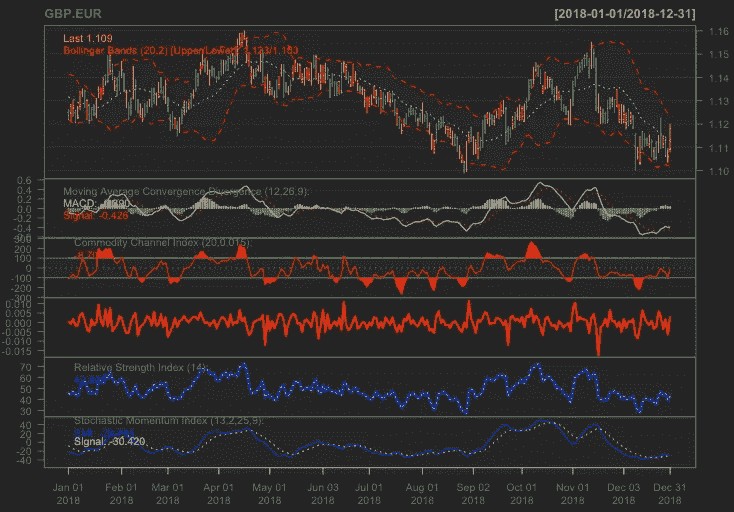 GBP.EUR [2018-01-01/2018-12-31]
Last 1.109
Bollinger Bands (20,2) [Upper/Lower]:
1.16
1.15
1.14
1.13
1.12
1.11
1.10
Moving Average Convergence Divergence (12,26,9):
MACD:
Signal: -0.426
0.6
0.4
0.2
-0.0
-0.2
-0.4
Commodity Channel Index (20,0.015):
200
100
0
-100
0.010
0.005
0.000
-0.005
-0.015
Relative Strength Index (14):
70
60
50
40
30
Stochastic Momentum Index (13,2,25,9):
Signal: -30.420
40
20
0
-20
-40
Jan 01 Feb 01 Mar 01 Apr 01 May 01 Jun 03 Jul 01 Aug 01 Sep 02 Oct 01 Nov 01 Dec 03 Dec 31
2018 2018 2018 2018 2018 2018 2018 2018 2018 2018 2018 2018 2018